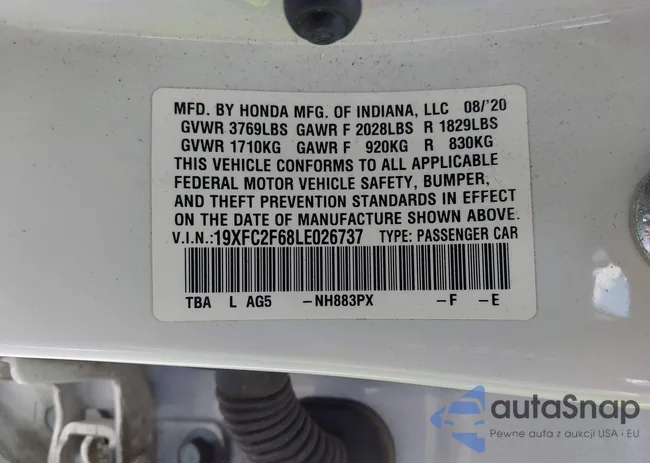 MFD. BY HONDA MFG. OF INDIANA, LLC 08/'20
GVWR 3769LBS GAWR F 2028LBS R 1829LBS
GVWR 1710KG GAWR F 920KG R 830KG
THIS VEHICLE CONFORMS TO ALL APPLICABLE
FEDERAL MOTOR VEHICLE SAFETY, BUMPER,
AND THEFT PREVENTION STANDARDS IN EFFECT
ON THE DATE OF MANUFACTURE SHOWN ABOVE.
V.I.N.:19XFC2F68LE026737 TYPE: PASSENGER CAR
TBA L AG5 -NH883PX -F -E
autaSnap
Pewne auta z aukcji USA i EU